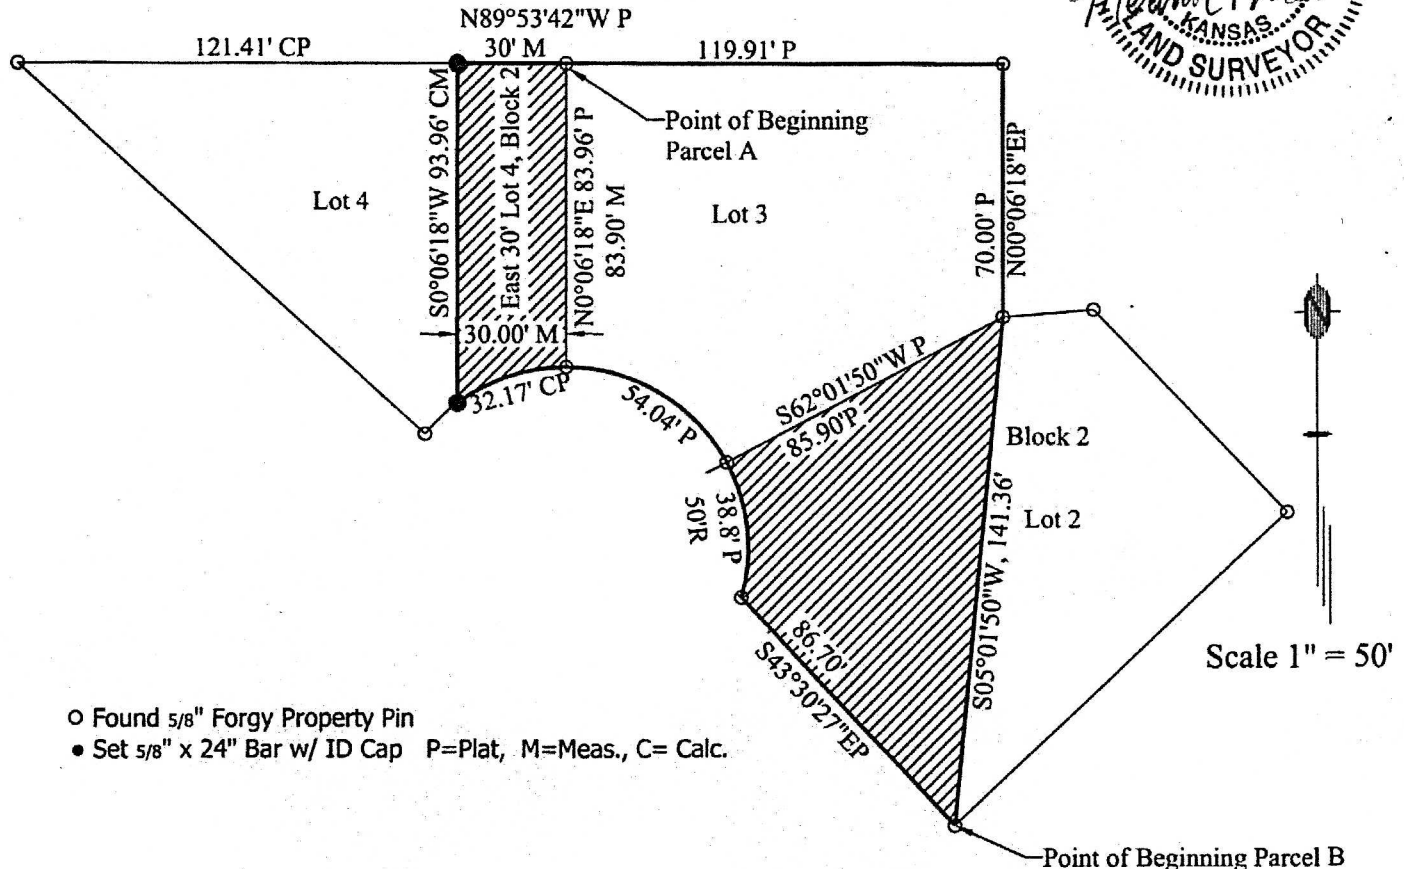 N89°53'42"W P
121.41' CP
30' M
119.91' P
KANSAS
LAND SURVEYOR
S0°06'18"W 93.96' CM
East 30' Lot 4, Block 2
N0°06'18"E 83.96' P
83.90' M
Point of Beginning
Parcel A
Lot 4
Lot 3
70.00' P
N00°06'18"EP
30.00' M
32.17' CP
54.04' P
S62°01'50"W P
85.90'P
38.8' P
50'R
Block 2
Lot 2
S05°01'50"W, 141.36'
N
Scale 1" = 50'
86.70'
S43°30'27"EP
○ Found 5/8" Forgy Property Pin
● Set 5/8" x 24" Bar w/ ID Cap P=Plat, M=Meas., C= Calc.
Point of Beginning Parcel B